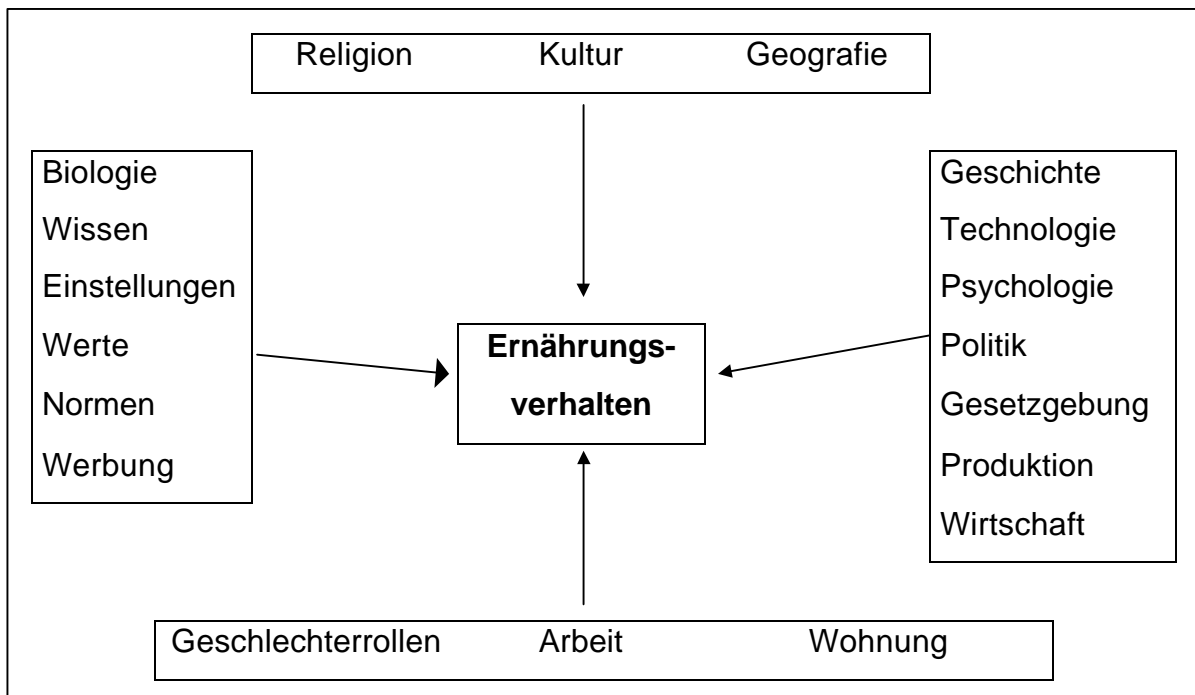 Religion Kultur Geografie
Biologie
Wissen
Einstellungen
Werte
Normen
Werbung
Ernährungs-
verhalten
Geschichte
Technologie
Psychologie
Politik
Gesetzgebung
Produktion
Wirtschaft
Geschlechterrollen Arbeit Wohnung